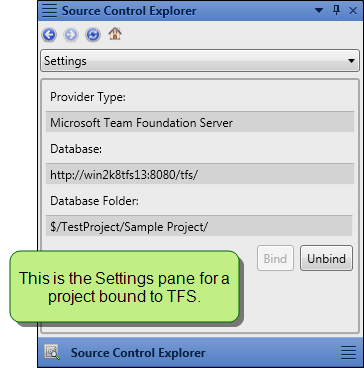 Source Control Explorer
Settings
Provider Type:
Microsoft Team Foundation Server
Database:
http://win2k8tfs13:8080/tfs/
Database Folder:
$/TestProject/Sample Project/
Bind Unbind
This is the Settings pane for a
project bound to TFS.
Source Control Explorer